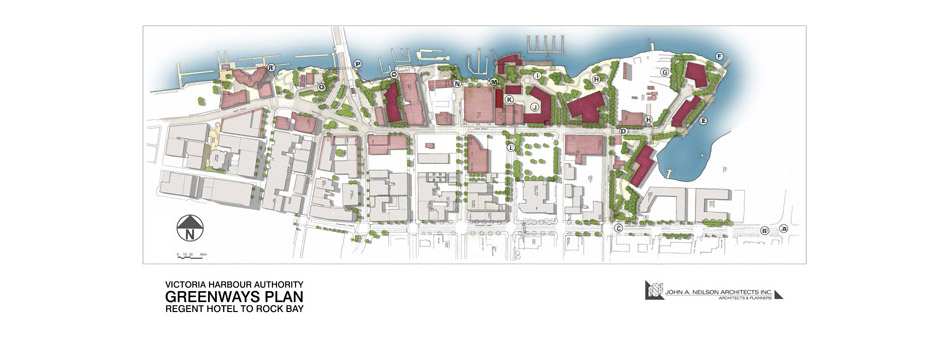 F
R
P
O
I
H
G
Q
N
M
K
J
H
E
D
L
C
B
A
N
VICTORIA HARBOUR AUTHORITY
GREENWAYS PLAN
REGENT HOTEL TO ROCK BAY
JOHN A. NEILSON ARCHITECTS INC.
ARCHITECTS & PLANNERS